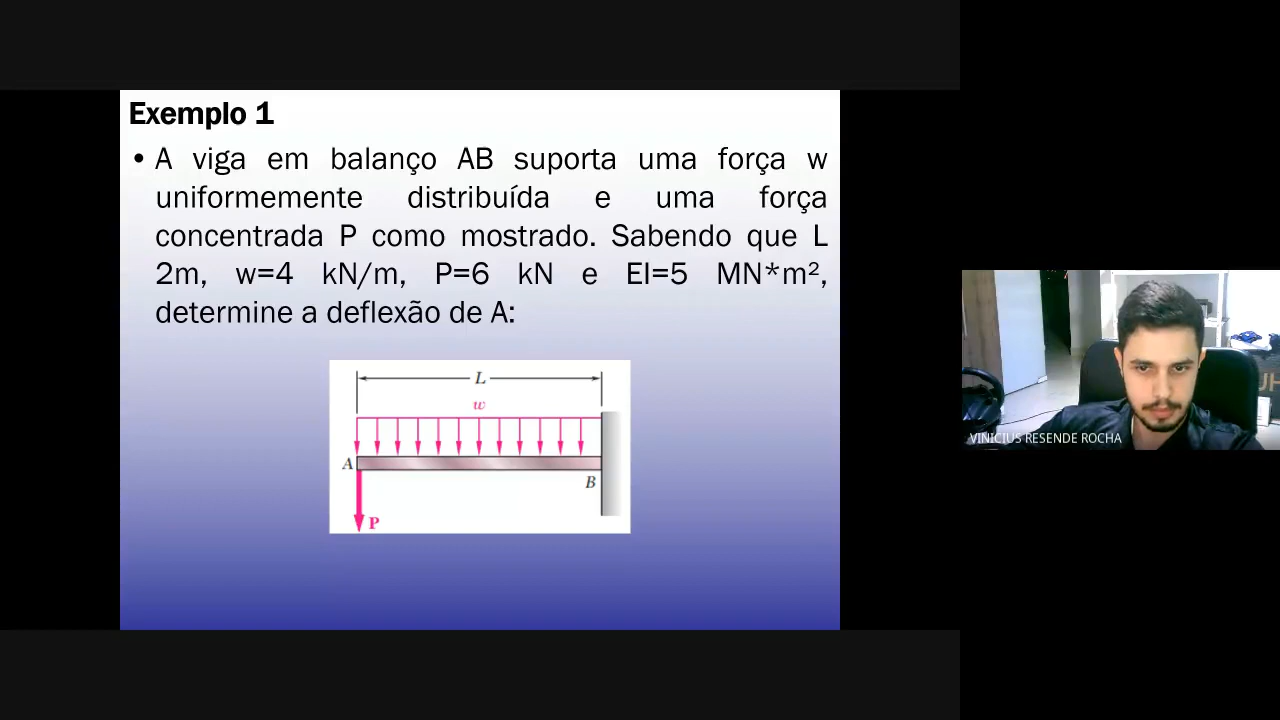 Exemplo 1
• A viga em balanço AB suporta uma força w
uniformemente distribuída e uma força
concentrada P como mostrado. Sabendo que L
2m, w=4 kN/m, P=6 kN e EI=5 MN*m²,
determine a deflexão de A:
L
w
A
B
P
VINICIUS RESENDE ROCHA